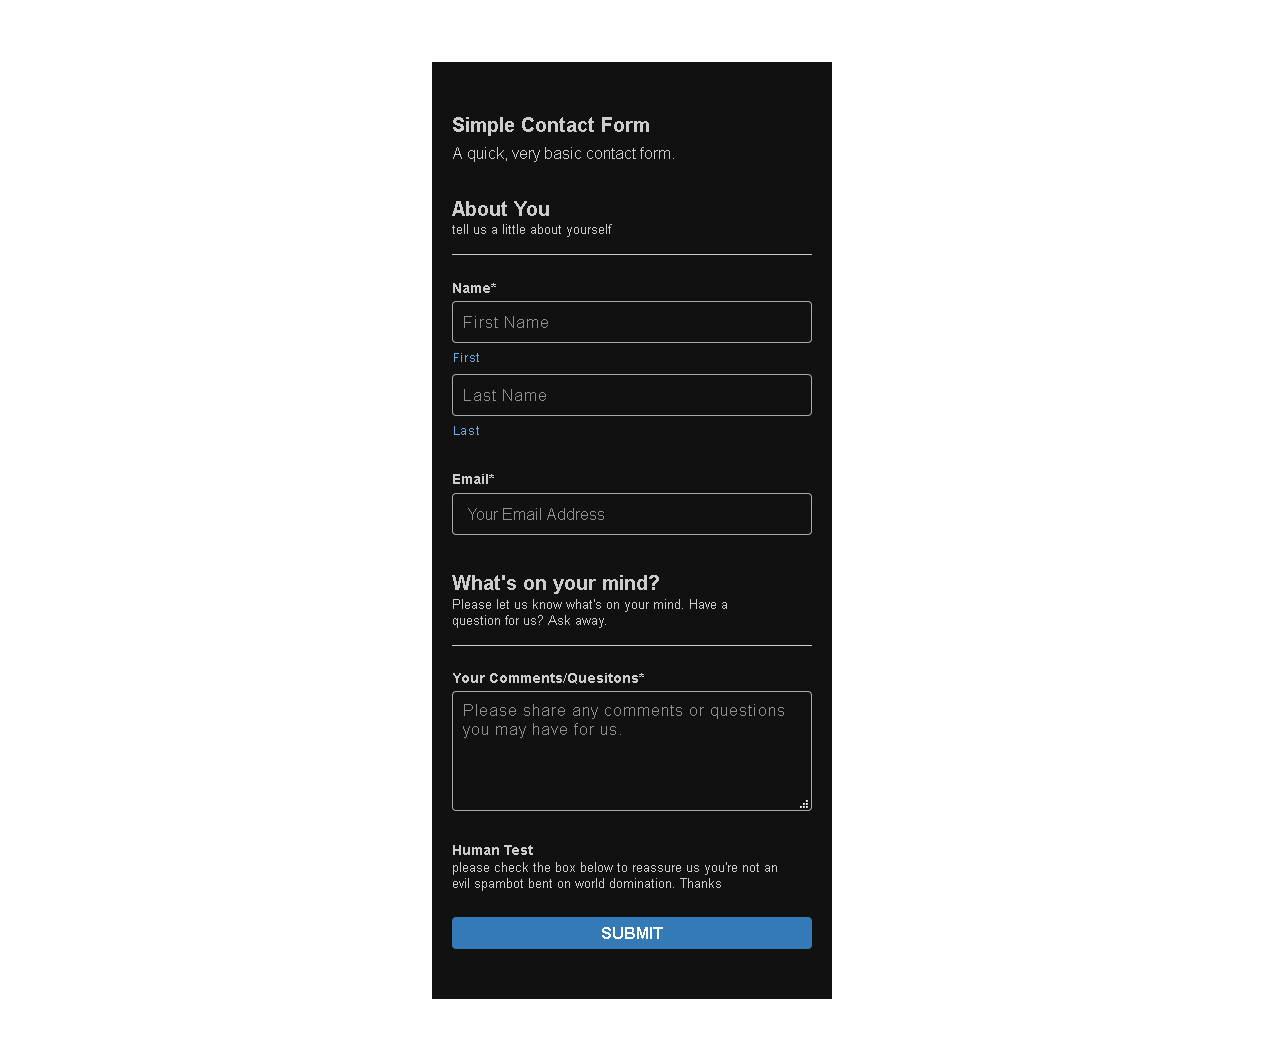 Simple Contact Form
A quick, very basic contact form.
About You
tell us a little about yourself
Name*
First Name
First
Last Name
Last
Email*
Your Email Address
What's on your mind?
Please let us know what's on your mind. Have a
question for us? Ask away.
Your Comments/Quesitons*
Please share any comments or questions
you may have for us.
Human Test
please check the box below to reassure us you're not an
evil spambot bent on world domination. Thanks
SUBMIT